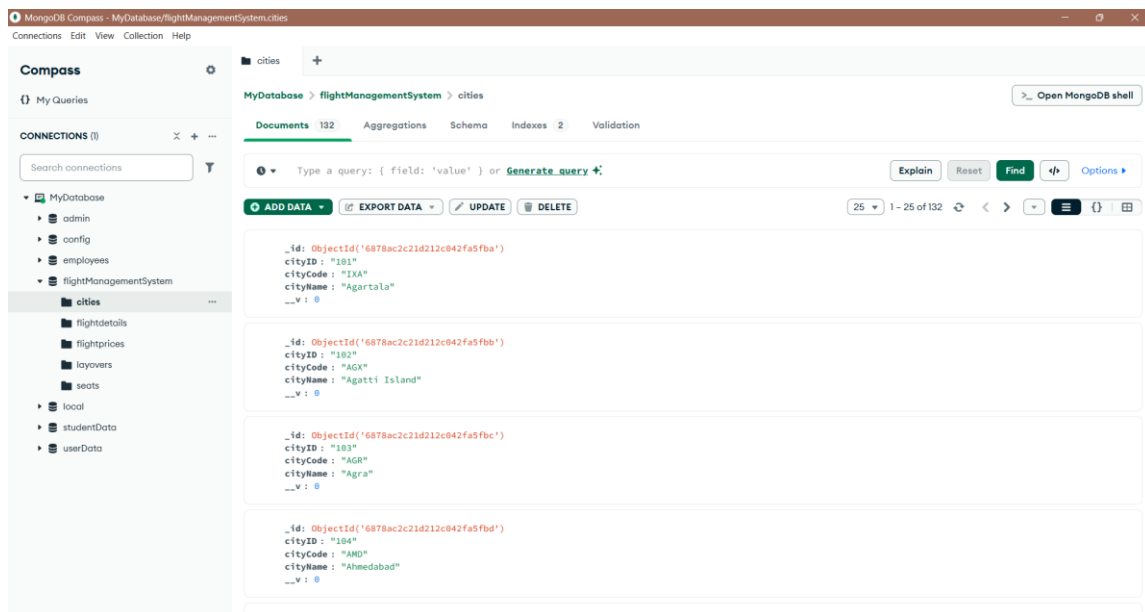 MongoDB Compass - MyDatabase/flightManagementSystem.cities
Connections Edit View Collection Help
Compass
{} My Queries
CONNECTIONS (1)
Search connections
MyDatabase
admin
config
employees
flightManagementSystem
cities
flightdetails
flightprices
layovers
seats
local
studentData
userData
cities
MyDatabase > flightManagementSystem > cities
>_ Open MongoDB shell
Documents 132 Aggregations Schema Indexes 2 Validation
Type a query: { field: 'value' } or Generate query
Explain Reset Find </> Options
ADD DATA EXPORT DATA UPDATE DELETE
25 1 – 25 of 132 {}
_id: ObjectId('6878ac2c21d212c042fa5fba')
cityID : "101"
cityCode : "IXA"
cityName : "Agartala"
__v : 0
_id: ObjectId('6878ac2c21d212c042fa5fbb')
cityID : "102"
cityCode : "AGX"
cityName : "Agatti Island"
__v : 0
_id: ObjectId('6878ac2c21d212c042fa5fbc')
cityID : "103"
cityCode : "AGR"
cityName : "Agra"
__v : 0
_id: ObjectId('6878ac2c21d212c042fa5fbd')
cityID : "104"
cityCode : "AMD"
cityName : "Ahmedabad"
__v : 0